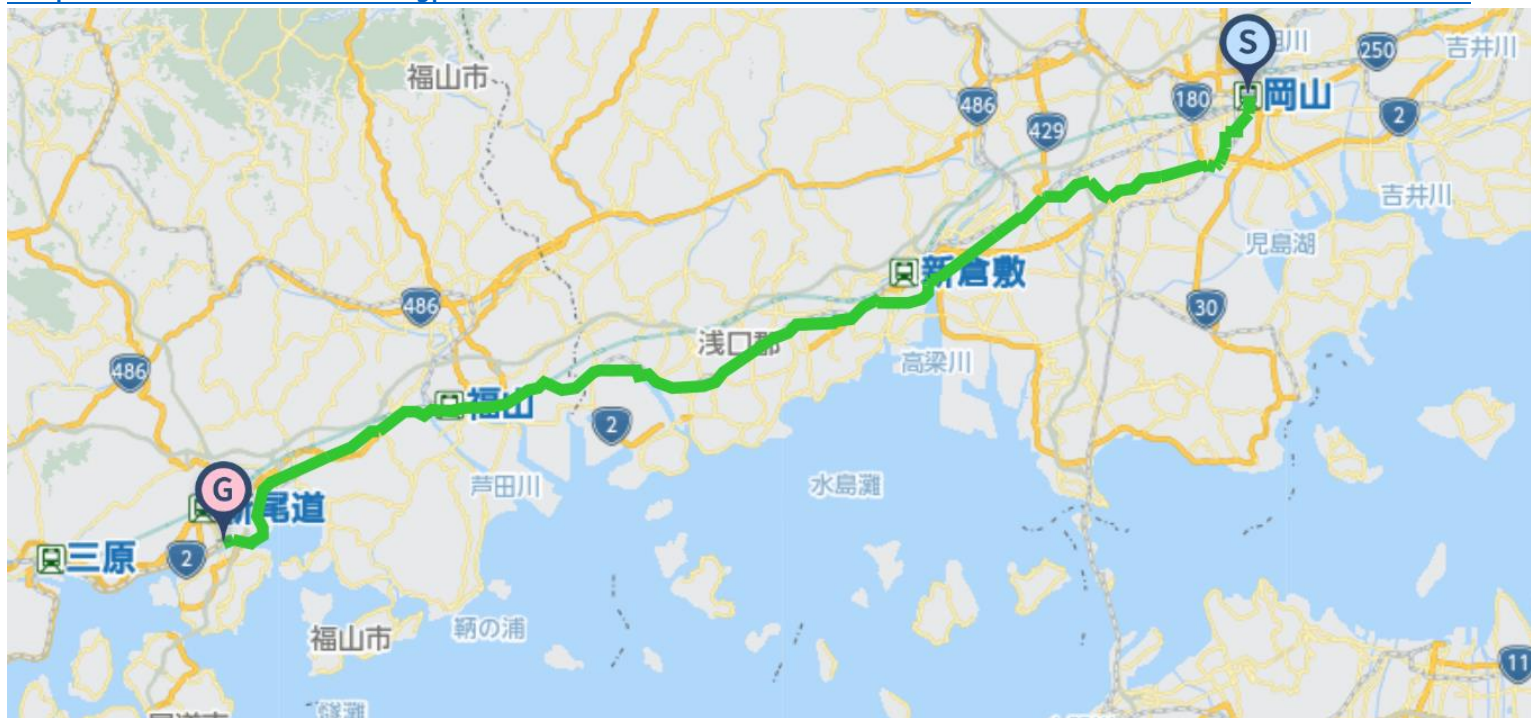 S
旭川
250
吉井川
福山市
486
429
180
岡山
2
吉井川
児島湖
新倉敷
486
30
浅口郡
高梁川
486
福山
2
芦田川
水島灘
G
新尾道
三原
2
福山市
鞆の浦
11